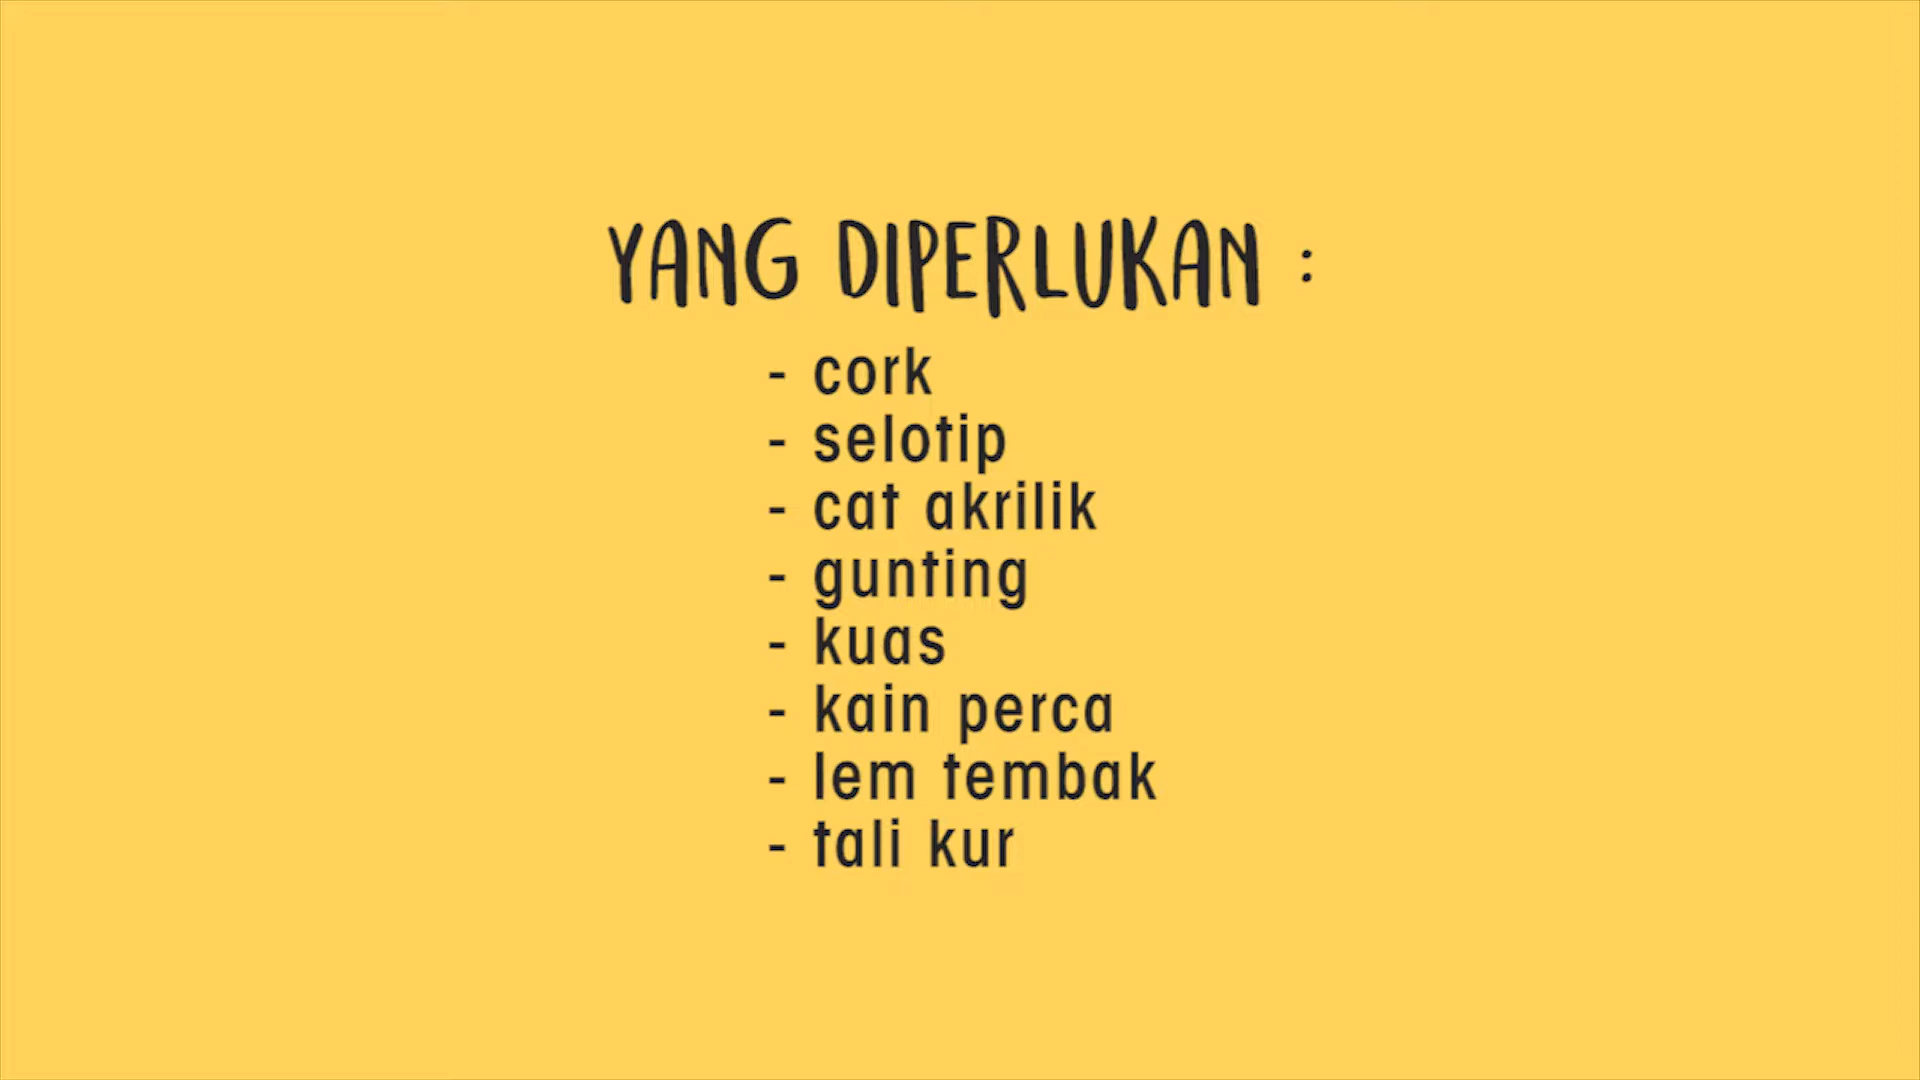 YANG DIPERLUKAN :
- cork
- selotip
- cat akrilik
- gunting
- kuas
- kain perca
- lem tembak
- tali kur